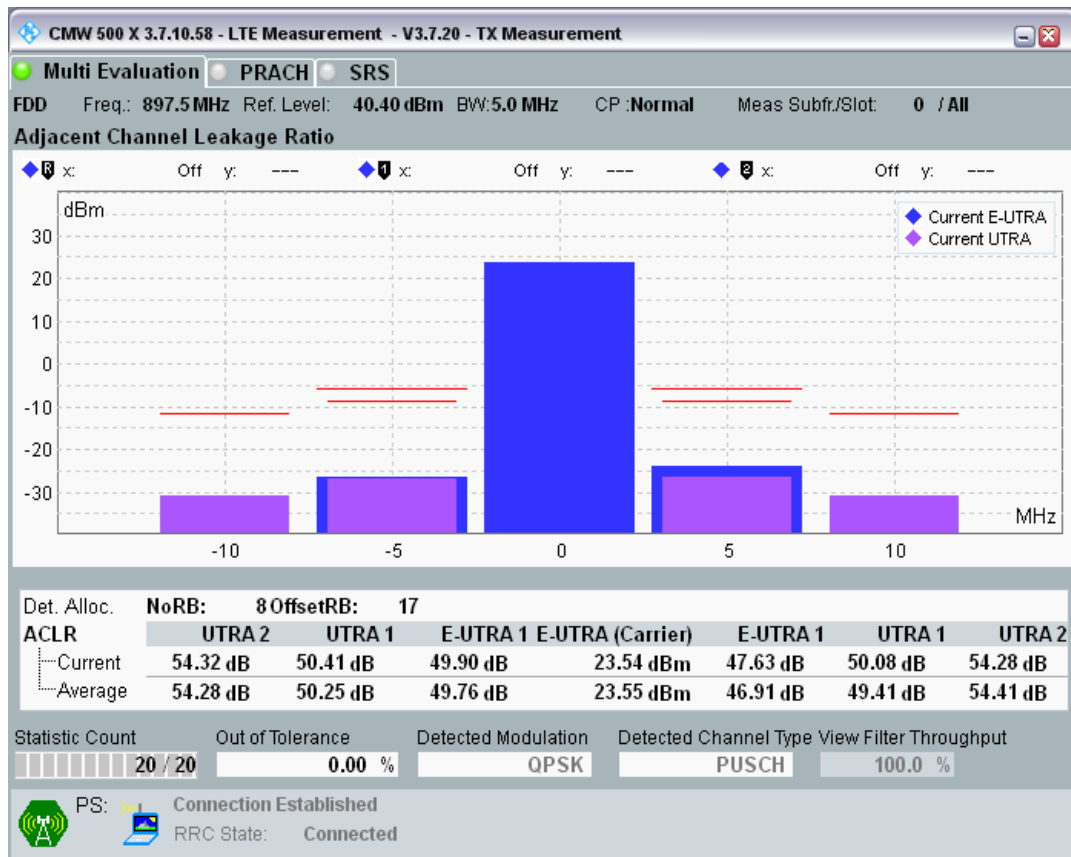 CMW 500 X 3.7.10.58 - LTE Measurement - V3.7.20 - TX Measurement
Multi Evaluation PRACH SRS
FDD Freq.: 897.5 MHz Ref. Level: 40.40 dBm BW:5.0 MHz CP :Normal Meas Subfr./Slot: 0 / All
Adjacent Channel Leakage Ratio
R x: Off y: --- 1 x: Off y: --- 2 x: Off y: ---
dBm
Current E-UTRA
Current UTRA
30
20
10
0
-10
-20
-30
MHz
-10 -5 0 5 10
Det. Alloc. NoRB: 8 OffsetRB: 17
ACLR UTRA 2 UTRA 1 E-UTRA 1 E-UTRA (Carrier) E-UTRA 1 UTRA 1 UTRA 2
Current 54.32 dB 50.41 dB 49.90 dB 23.54 dBm 47.63 dB 50.08 dB 54.28 dB
Average 54.28 dB 50.25 dB 49.76 dB 23.55 dBm 46.91 dB 49.41 dB 54.41 dB
Statistic Count Out of Tolerance Detected Modulation Detected Channel Type View Filter Throughput
20 / 20 0.00 % QPSK PUSCH 100.0 %
PS: Connection Established
RRC State: Connected